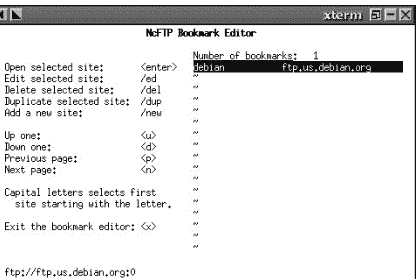 xterm
NcFTP Bookmark Editor
Number of bookmarks: 1
Open selected site: <enter> debian ftp.us.debian.org
Edit selected site: /ed ~
Delete selected site: /del ~
Duplicate selected site: /dup ~
Add a new site: /new ~
~
Up one: <u> ~
Down one: <d> ~
Previous page: <p> ~
Next page: <n> ~
~
Capital letters selects first ~
site starting with the letter. ~
~
Exit the bookmark editor: <x> ~
~
~
ftp://ftp.us.debian.org:0